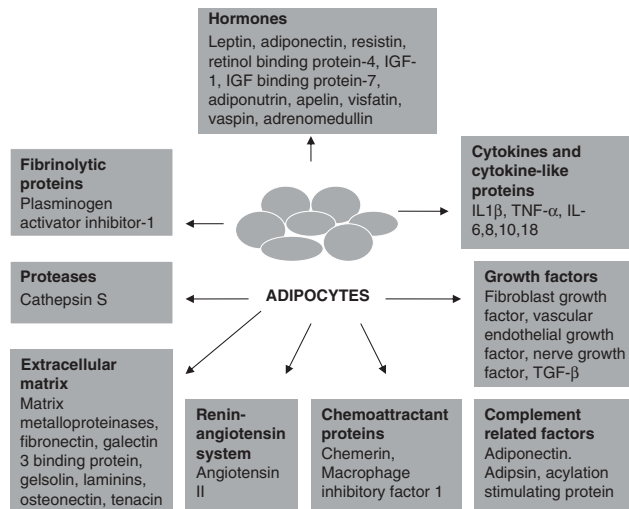 Hormones
Leptin, adiponectin, resistin,
retinol binding protein-4, IGF-
1, IGF binding protein-7,
adiponutrin, apelin, visfatin,
vaspin, adrenomedullin
Fibrinolytic
proteins
Plasminogen
activator inhibitor-1
Cytokines and
cytokine-like
proteins
IL1β, TNF-α, IL-
6,8,10,18
Proteases
Cathepsin S
ADIPOCYTES
Growth factors
Fibroblast growth
factor, vascular
endothelial growth
factor, nerve growth
factor, TGF-β
Extracellular
matrix
Matrix
metalloproteinases,
fibronectin, galectin
3 binding protein,
gelsolin, laminins,
osteonectin, tenacin
Renin-
angiotensin
system
Angiotensin
II
Chemoattractant
proteins
Chemerin,
Macrophage
inhibitory factor 1
Complement
related factors
Adiponectin.
Adipsin, acylation
stimulating protein